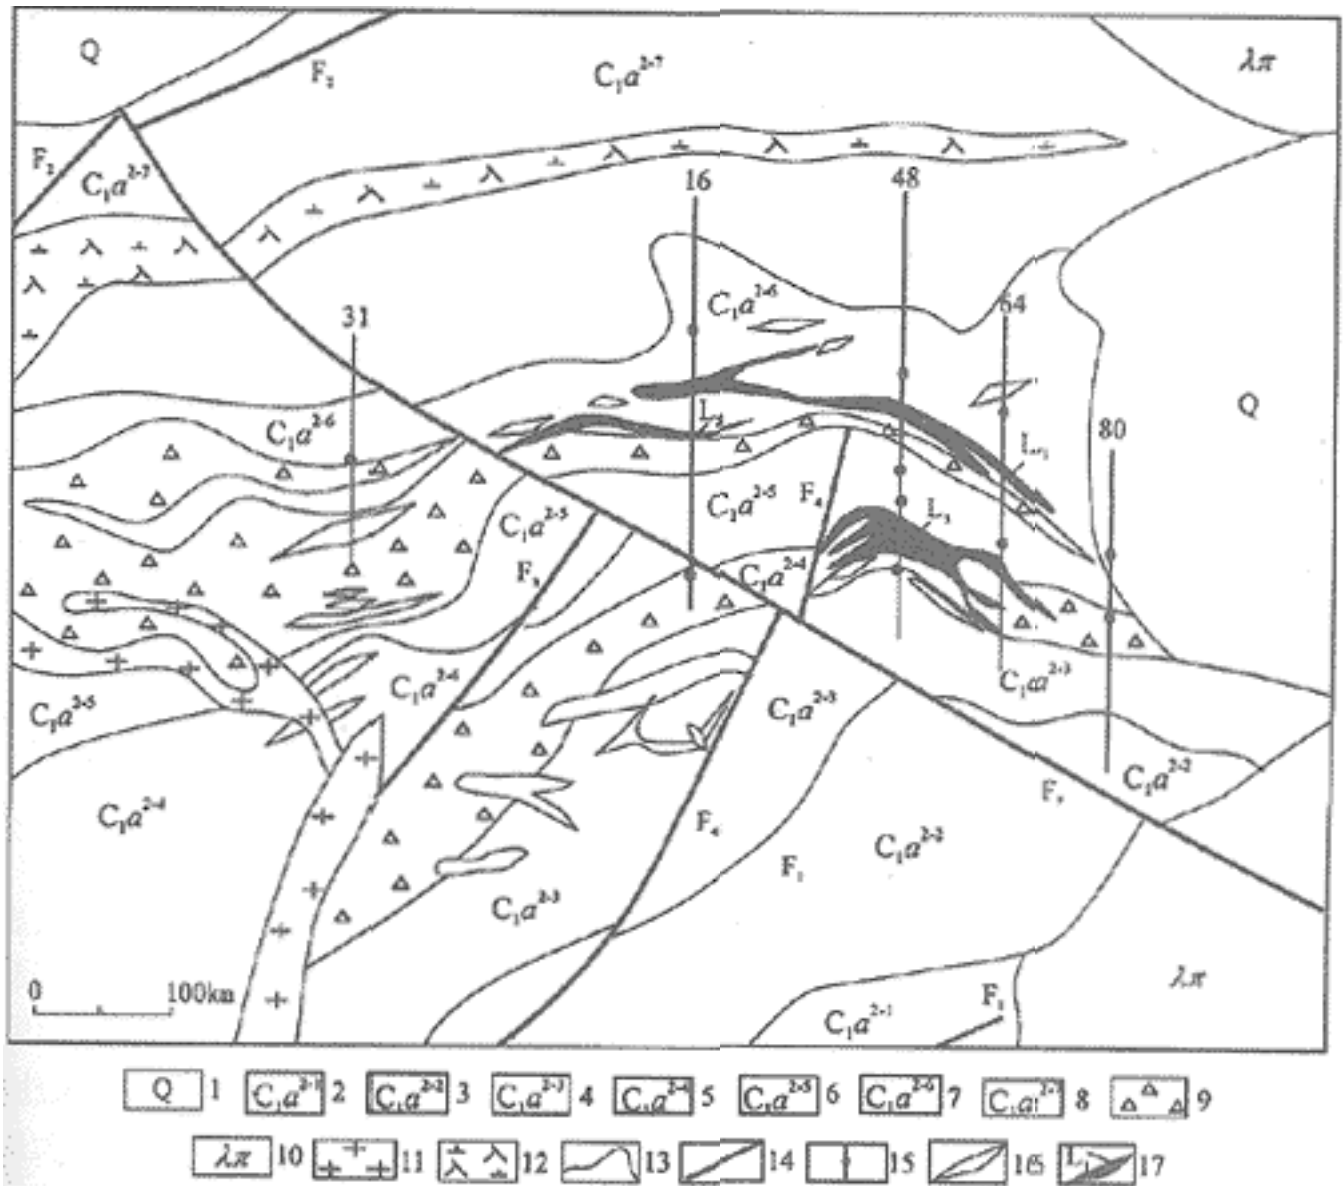 Q
F₂
C₁a²⁻⁷
λπ
F₂
C₁a²⁻⁷
16
48
C₁a²⁻⁶
64
31
Q
C₁a²⁻⁶
80
C₁a²⁻⁵
C₁a²⁻⁵
F₄
L₃
C₁a²⁻⁴
C₁a²⁻³
C₁a²⁻⁴
C₁a²⁻³
C₁a²⁻⁵
C₁a²⁻²
C₁a²⁻⁴
F₄
C₁a²⁻²
F₁
C₁a²⁻³
λπ
0 100km
F₁
C₁a²⁻¹
Q 1 C₁a²⁻¹ 2 C₁a²⁻² 3 C₁a²⁻³ 4 C₁a²⁻⁴ 5 C₁a²⁻⁵ 6 C₁a²⁻⁶ 7 C₁a²⁻⁷ 8 9
λπ 10 11 12 13 14 15 16 L₁ 17